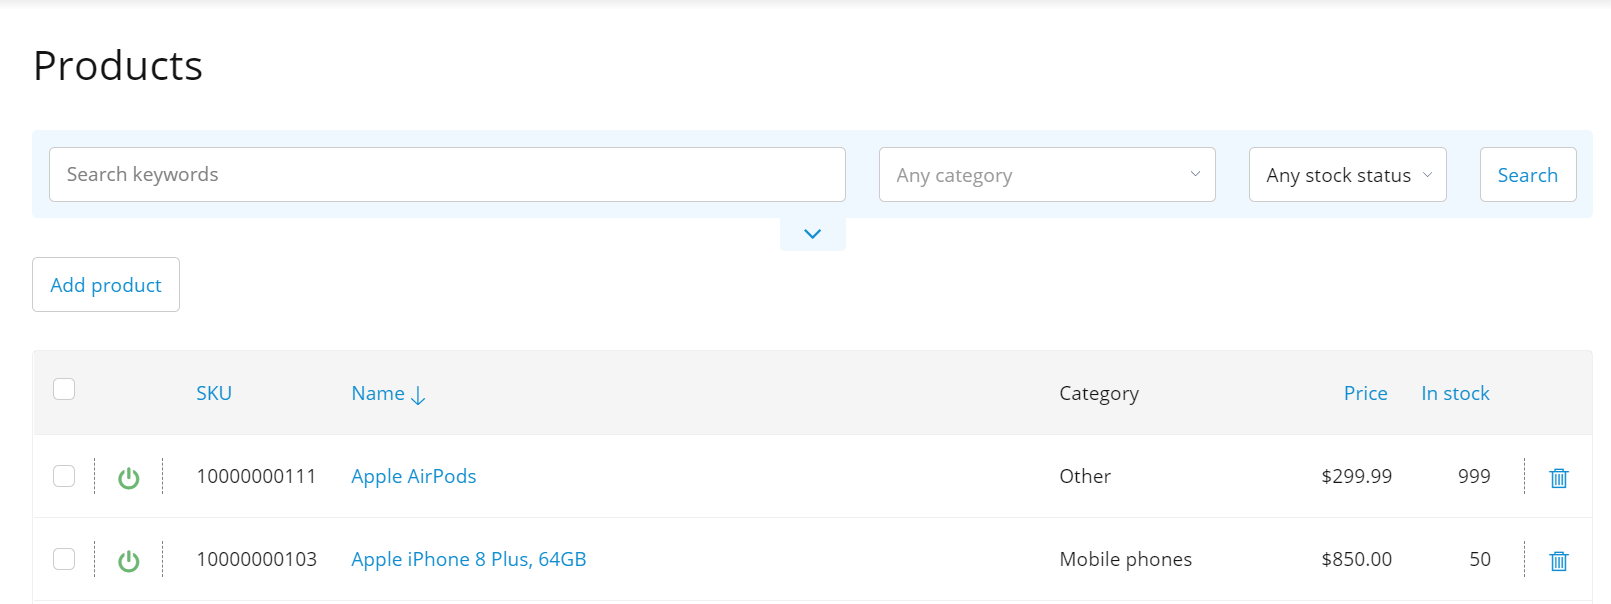 Products
Search keywords Any category Any stock status Search
Add product
SKU Name Category Price In stock
10000000111 Apple AirPods Other $299.99 999
10000000103 Apple iPhone 8 Plus, 64GB Mobile phones $850.00 50